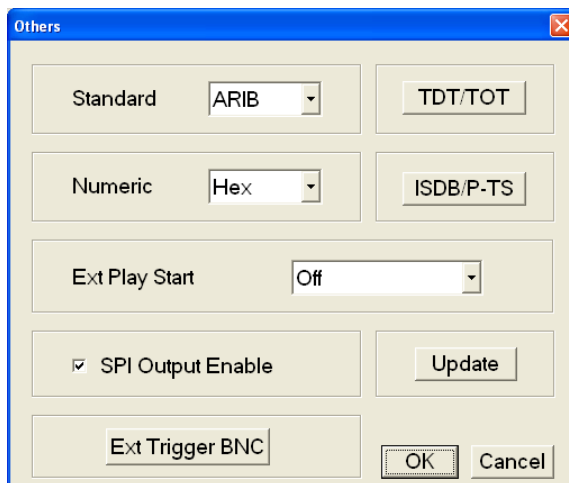 Others
Standard ARIB TDT/TOT
Numeric Hex ISDB/P-TS
Ext Play Start Off
SPI Output Enable Update
Ext Trigger BNC OK Cancel